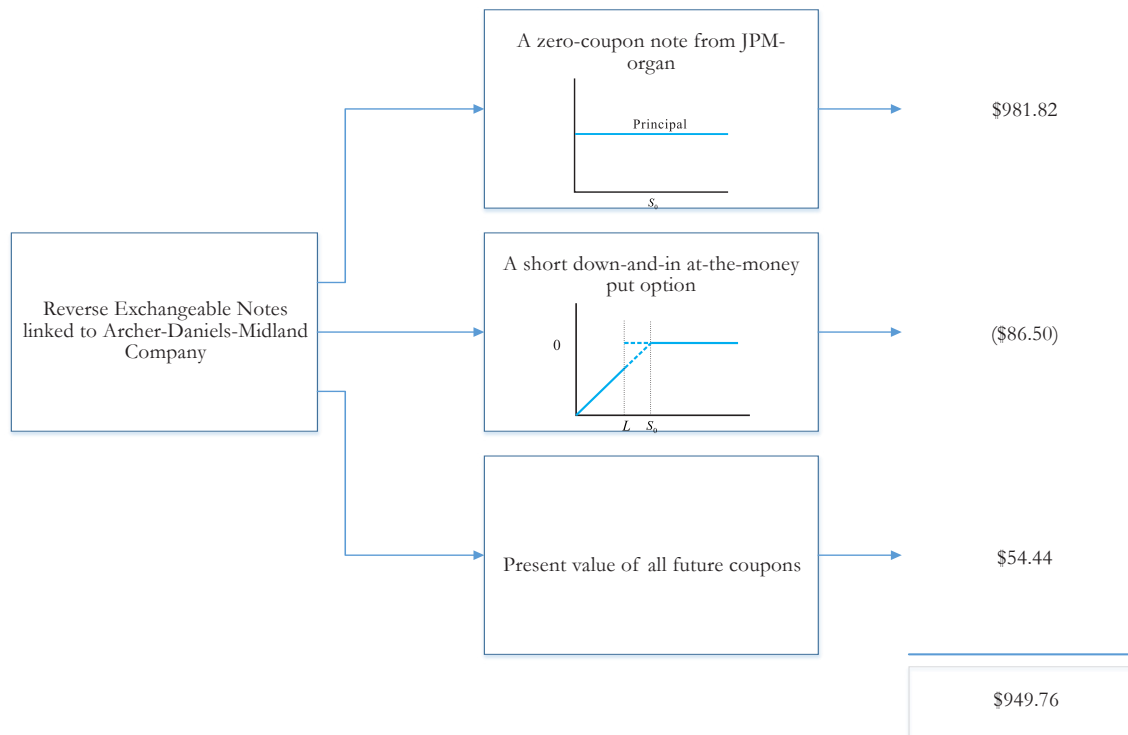 A zero-coupon note from JPM-
organ
Principal
S₀
$981.82
Reverse Exchangeable Notes
linked to Archer-Daniels-Midland
Company
A short down-and-in at-the-money
put option
0
L S₀
($86.50)
Present value of all future coupons
$54.44
$949.76